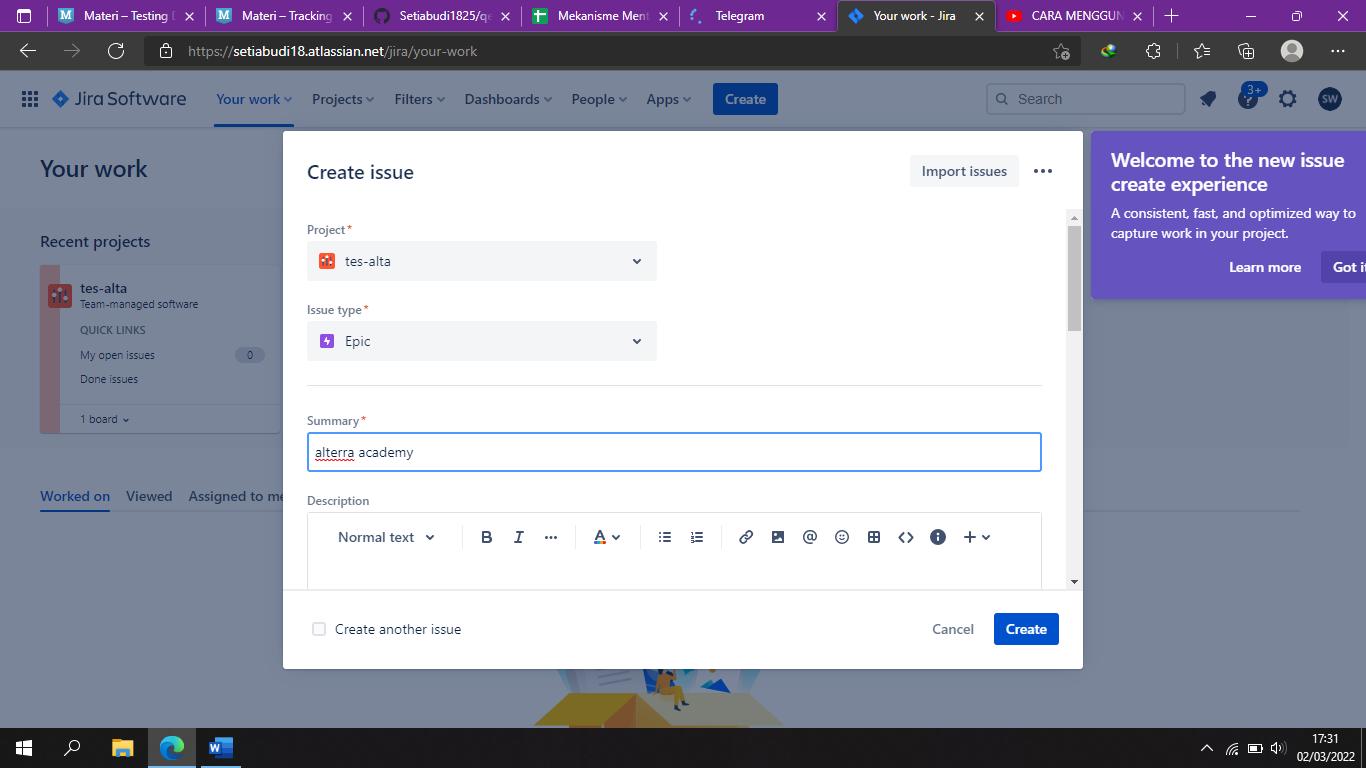 Materi – Testing D
Materi – Tracking
Setiabudi1825/qe
Mekanisme Ment
Telegram
Your work - Jira
CARA MENGGUN
https://setiabudi18.atlassian.net/jira/your-work
Jira Software
Your work
Projects
Filters
Dashboards
People
Apps
Create
Search
3+
SW
Your work
Recent projects
tes-alta
Team-managed software
QUICK LINKS
My open issues 0
Done issues
1 board
Worked on
Viewed
Assigned to me
Create issue
Import issues
Project*
tes-alta
Issue type*
Epic
Summary*
alterra academy
Description
Normal text
B I A
Create another issue
Cancel
Create
Welcome to the new issue
create experience
A consistent, fast, and optimized way to
capture work in your project.
Learn more
Got it
17:31
02/03/2022